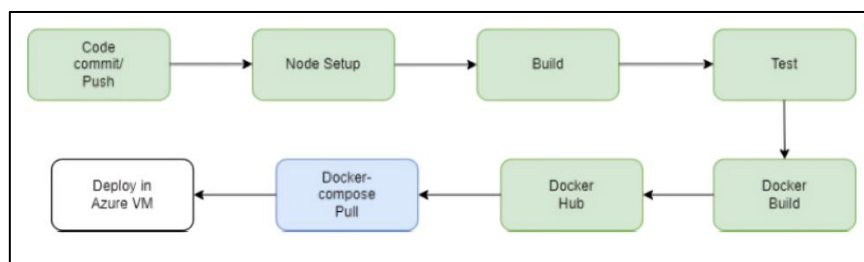 Code
commit/
Push
Node Setup
Build
Test
Deploy in
Azure VM
Docker-
compose
Pull
Docker
Hub
Docker
Build